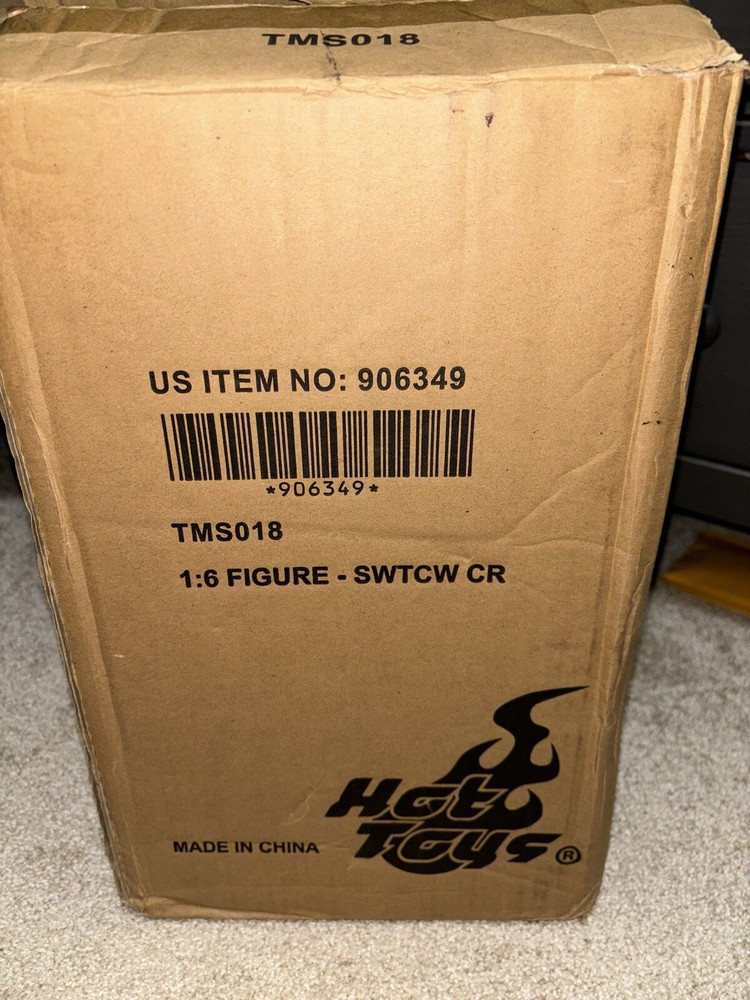 TMS018
US ITEM NO: 906349
*906349*
TMS018
1:6 FIGURE - SWTCW CR
Hot
Toys ®
MADE IN CHINA